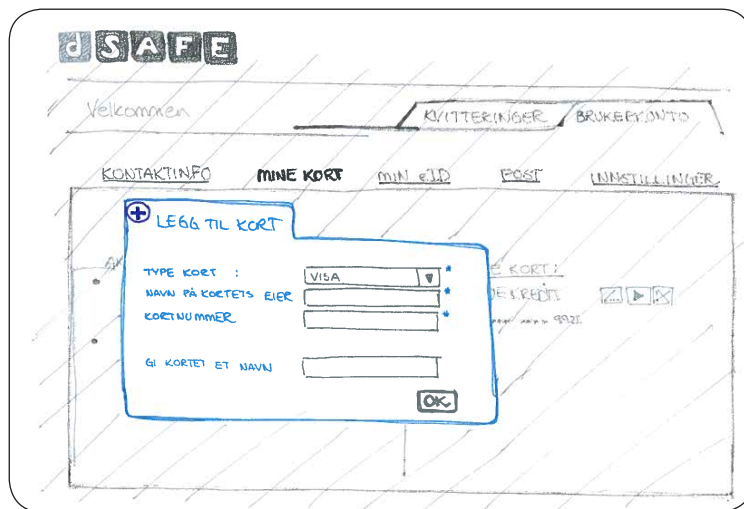 dSAFE
Velkommen
KVITTERINGER
BRUKERKONTO
KONTAKTINFO
MINE KORT
MIN eID
POST
INNSTILLINGER
LEGG TIL KORT
TYPE KORT :
VISA
*
E KORT:
NAVN PÅ KORTETS EIER
*
KORTNUMMER
*
GI KORTET ET NAVN
OK